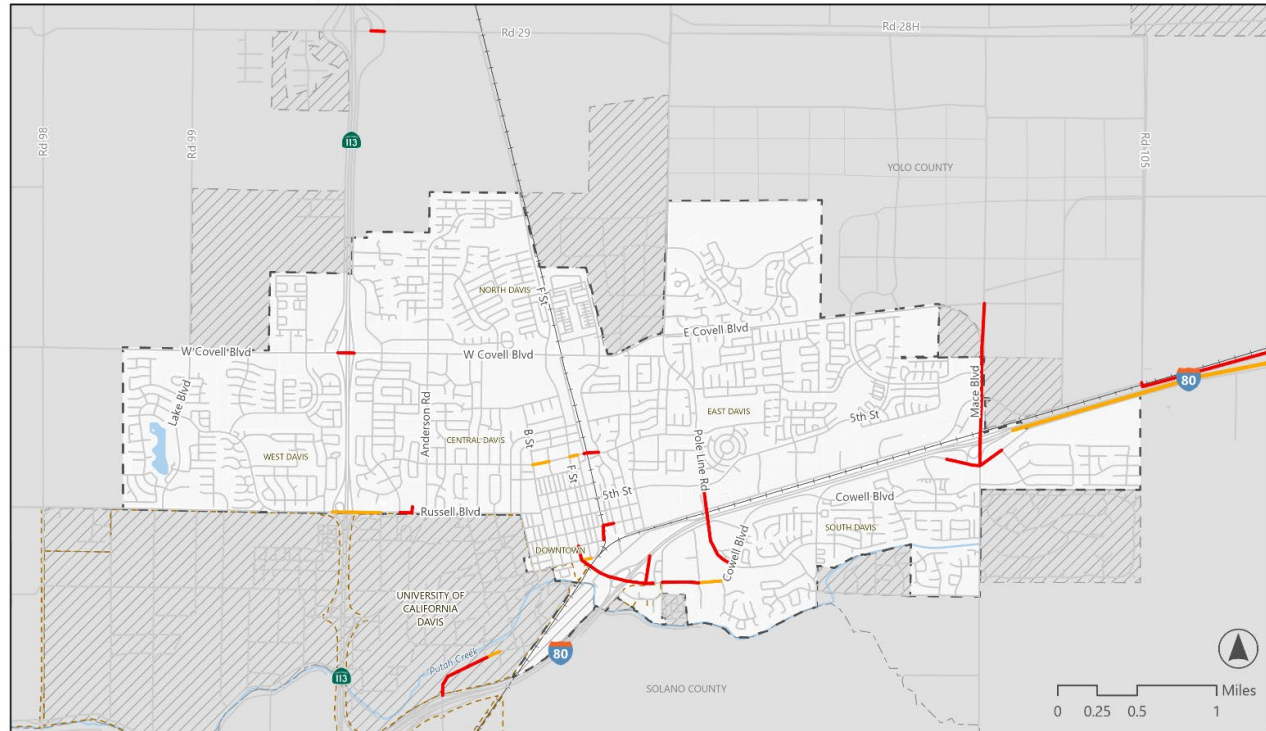 Rd 29
Rd 28H
Rd 98
Rd 99
113
Rd 105
YOLO COUNTY
NORTH DAVIS
F St
E Covell Blvd
W Covell Blvd
W Covell Blvd
Lake Blvd
Anderson Rd
Mace Blvd
80
EAST DAVIS
5th St
B St
CENTRAL DAVIS
WEST DAVIS
Pole Line Rd
F St
5th St
Cowell Blvd
Russell Blvd
SOUTH DAVIS
DOWNTOWN
Cowell Blvd
UNIVERSITY OF
CALIFORNIA
DAVIS
Putah Creek
80
113
SOLANO COUNTY
Miles
0 0.25 0.5 1